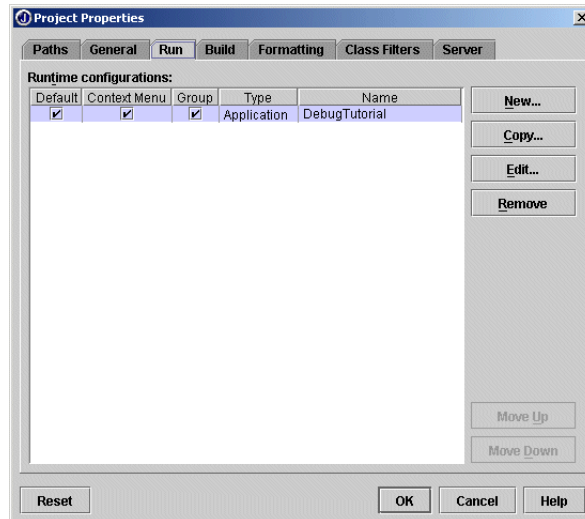 Project Properties
Paths General Run Build Formatting Class Filters Server
Runtime configurations:
Default Context Menu Group Type Name
Application DebugTutorial
New...
Copy...
Edit...
Remove
Move Up
Move Down
Reset OK Cancel Help